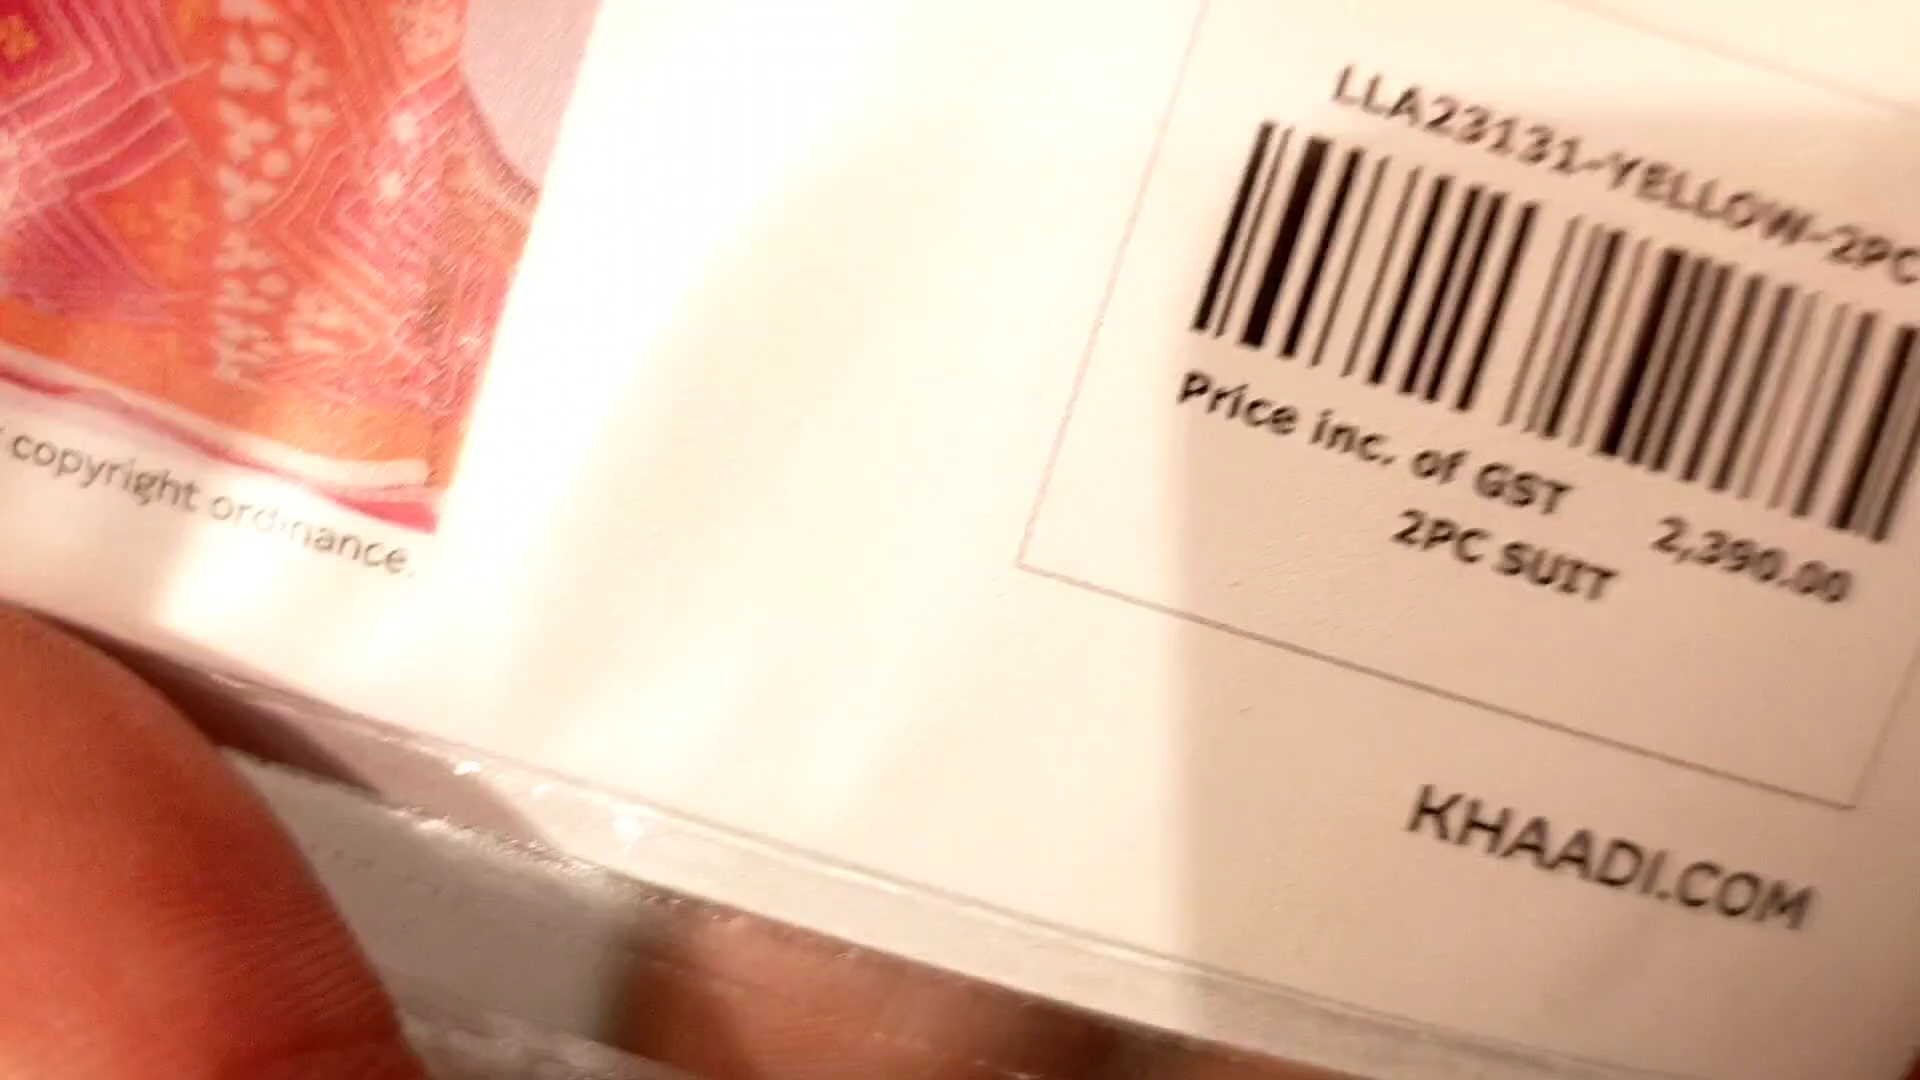 LLA23131-YELLOW-2PC
price inc. of GST 2,390.00
2PC SUIT
KHAADI.COM
copyright ordinance.